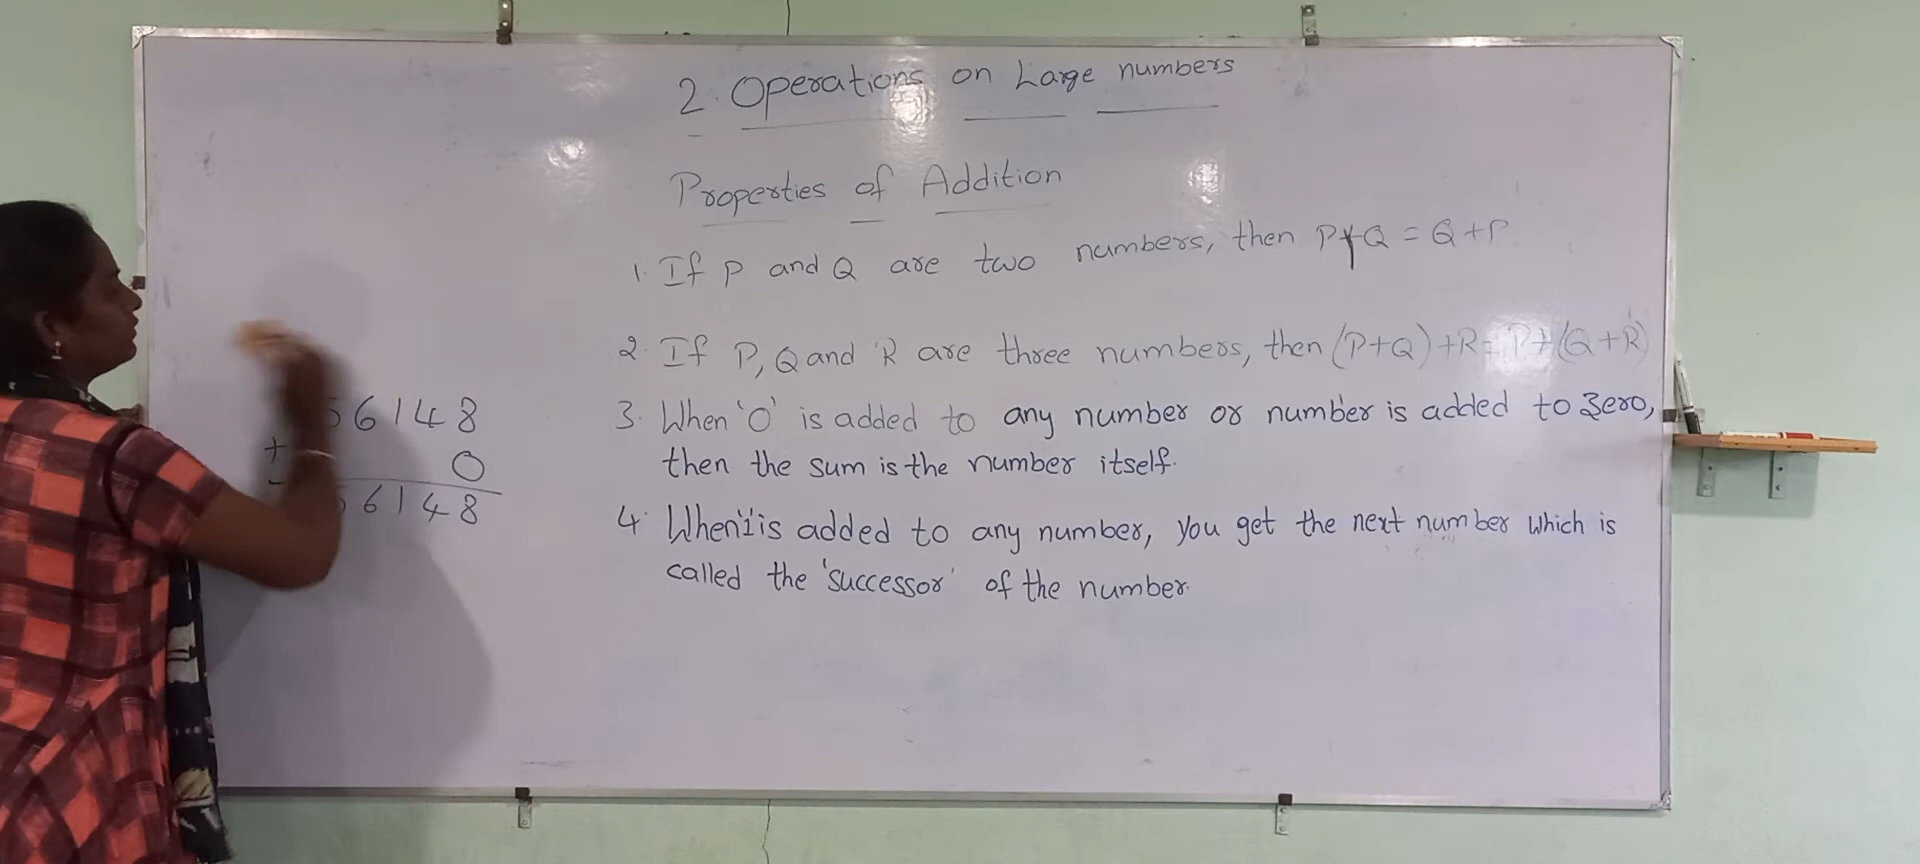 2. Operations on Large numbers
Properties of Addition
1. If P and Q are two numbers, then P+Q = Q+P
2. If P, Q and R are three numbers, then (P+Q)+R = P+(Q+R)
3. When '0' is added to any number or number is added to zero,
then the sum is the number itself.
4. When '1' is added to any number, you get the next number which is
called the 'successor' of the number.
56148
+ 0
56148